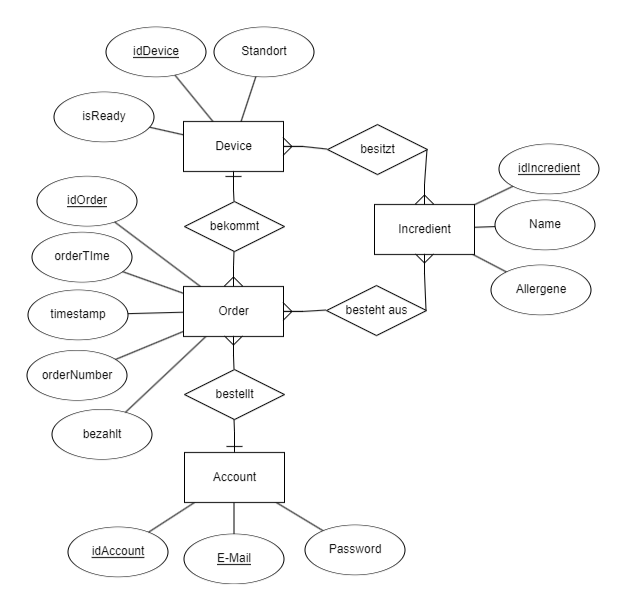 idDevice
Standort
isReady
Device
besitzt
idIncredient
idOrder
bekommt
Incredient
Name
orderTIme
Allergene
timestamp
Order
besteht aus
orderNumber
bestellt
bezahlt
Account
idAccount
E-Mail
Password